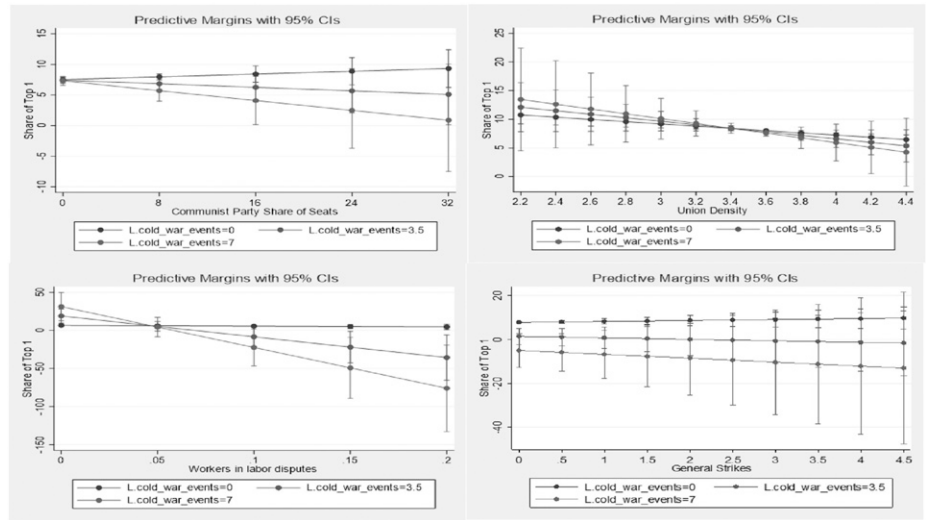 Predictive Margins with 95% CIs
Share of Top 1
15
10
5
0
-5
-10
0 8 16 24 32
Communist Party Share of Seats
L.cold_war_events=0 L.cold_war_events=3.5
L.cold_war_events=7
Predictive Margins with 95% CIs
Share of Top 1
25
20
15
10
5
0
2.2 2.4 2.6 2.8 3 3.2 3.4 3.6 3.8 4 4.2 4.4
Union Density
L.cold_war_events=0 L.cold_war_events=3.5
L.cold_war_events=7
Predictive Margins with 95% CIs
Share of Top 1
50
0
-50
-100
-150
0 .05 .1 .15 .2
Workers in labor disputes
L.cold_war_events=0 L.cold_war_events=3.5
L.cold_war_events=7
Predictive Margins with 95% CIs
Share of Top 1
20
0
-20
-40
0 .5 1 1.5 2 2.5 3 3.5 4 4.5
General Strikes
L.cold_war_events=0 L.cold_war_events=3.5
L.cold_war_events=7